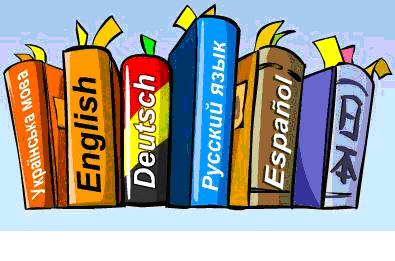 Українська мова
English
Deutsch
Русский язык
Español
日本